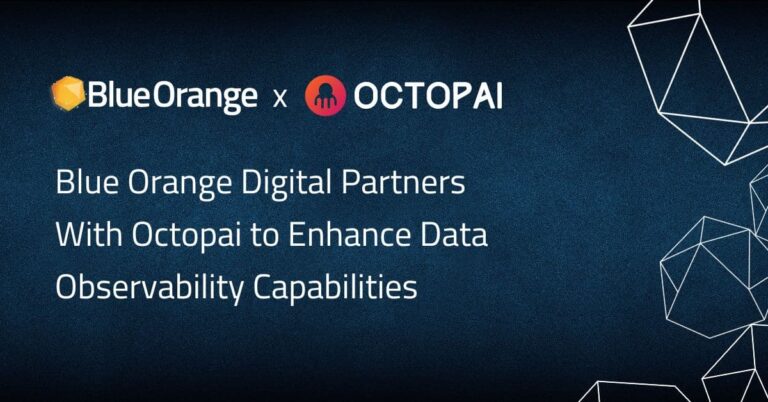 BlueOrange x OCTOPAI
Blue Orange Digital Partners
With Octopai to Enhance Data
Observability Capabilities